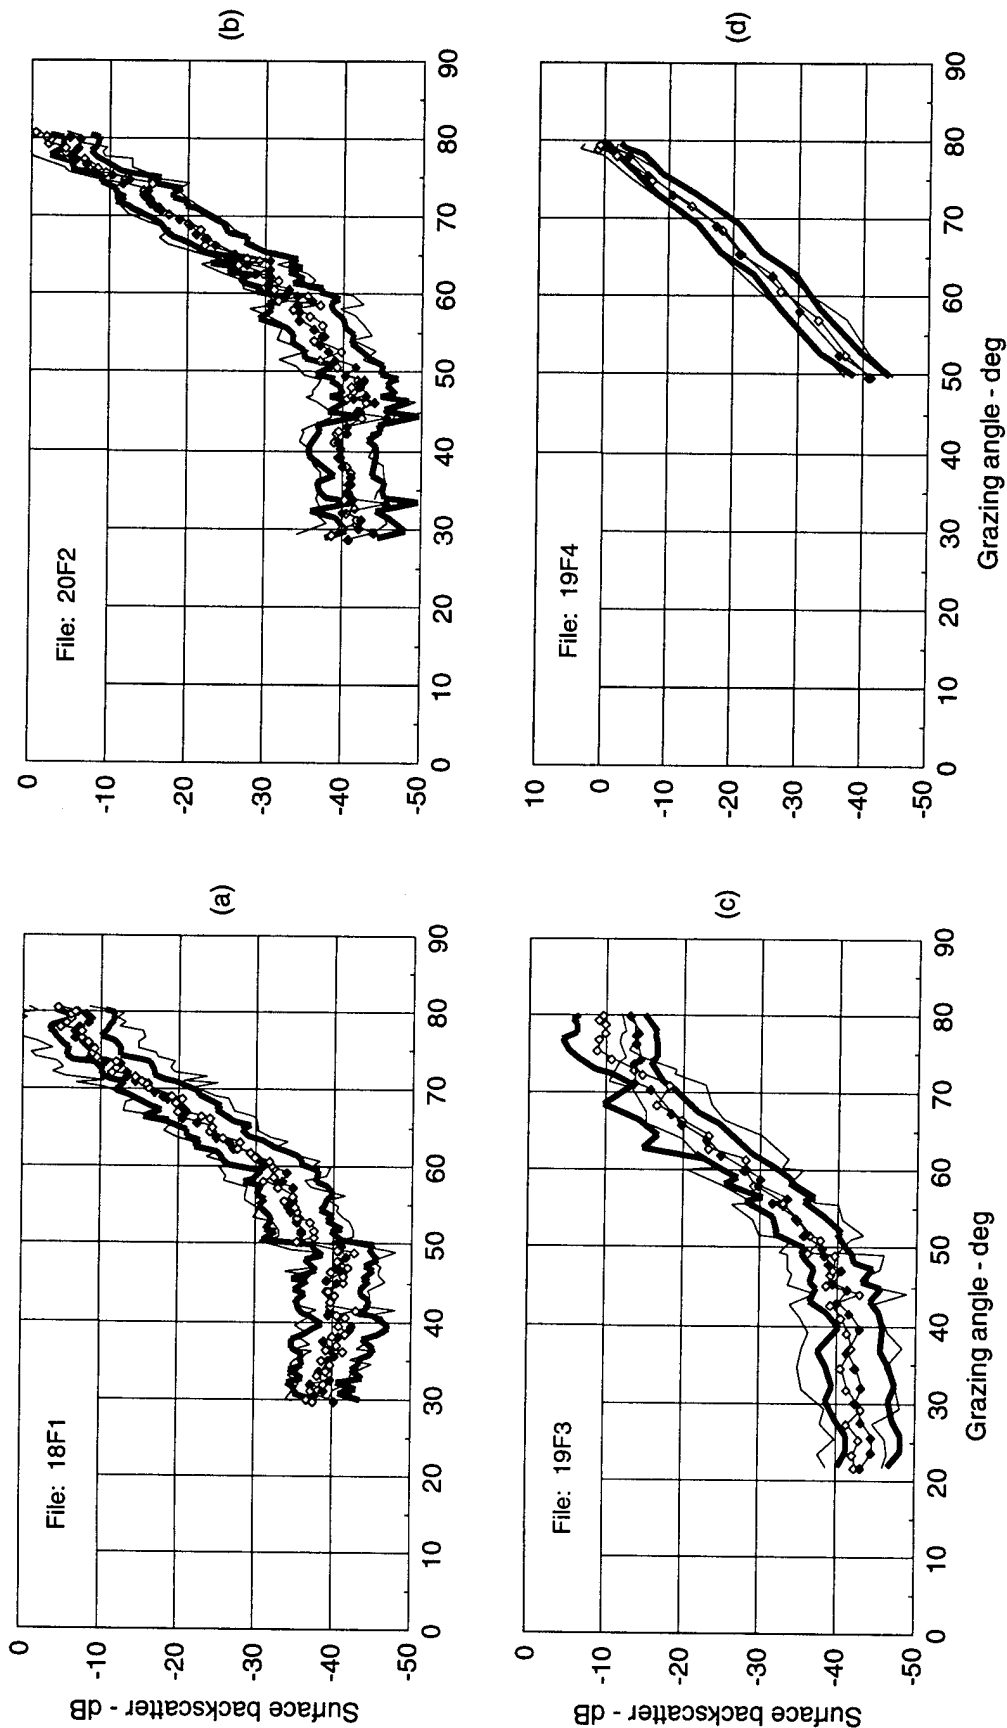 0
-10
-20
-30
-40
-50
Surface backscatter - dB
File: 18F1
0 10 20 30 40 50 60 70 80 90
(a)
0
-10
-20
-30
-40
-50
File: 20F2
0 10 20 30 40 50 60 70 80 90
(b)
0
-10
-20
-30
-40
-50
Surface backscatter - dB
File: 19F3
0 10 20 30 40 50 60 70 80 90
Grazing angle - deg
(c)
10
0
-10
-20
-30
-40
-50
File: 19F4
0 10 20 30 40 50 60 70 80 90
Grazing angle - deg
(d)